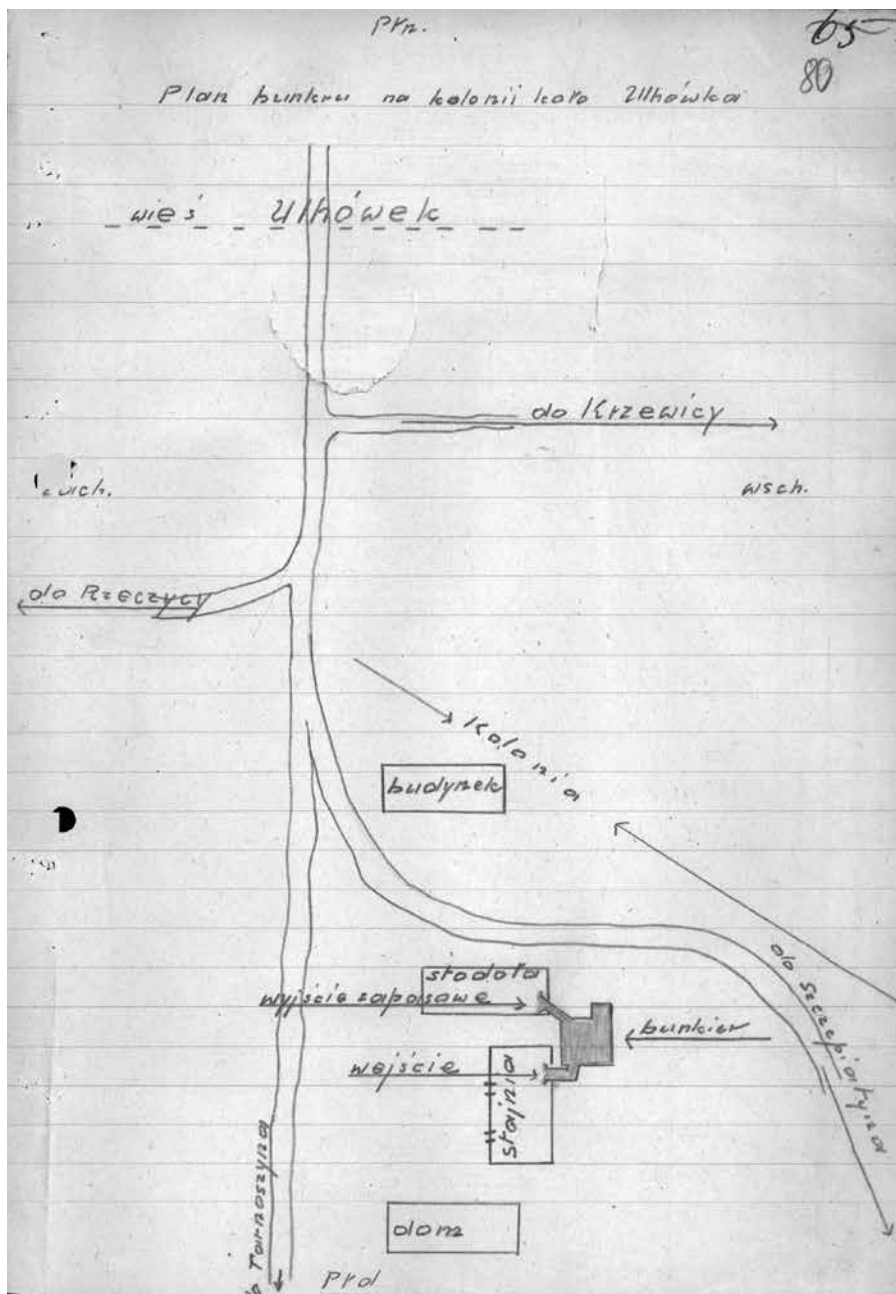 Płn.
65
80
Plan bunkru na kolonii koło Ulhówka
wieś Ulhówek
do Krzewicy
zach.
wsch.
do Rzeczycy
Kolonia
budynek
do Szczepiatyna
stodoła
wyjście zapasowe
bunkier
wejście
stajnia
do Tarnoszyna
dom
Płd